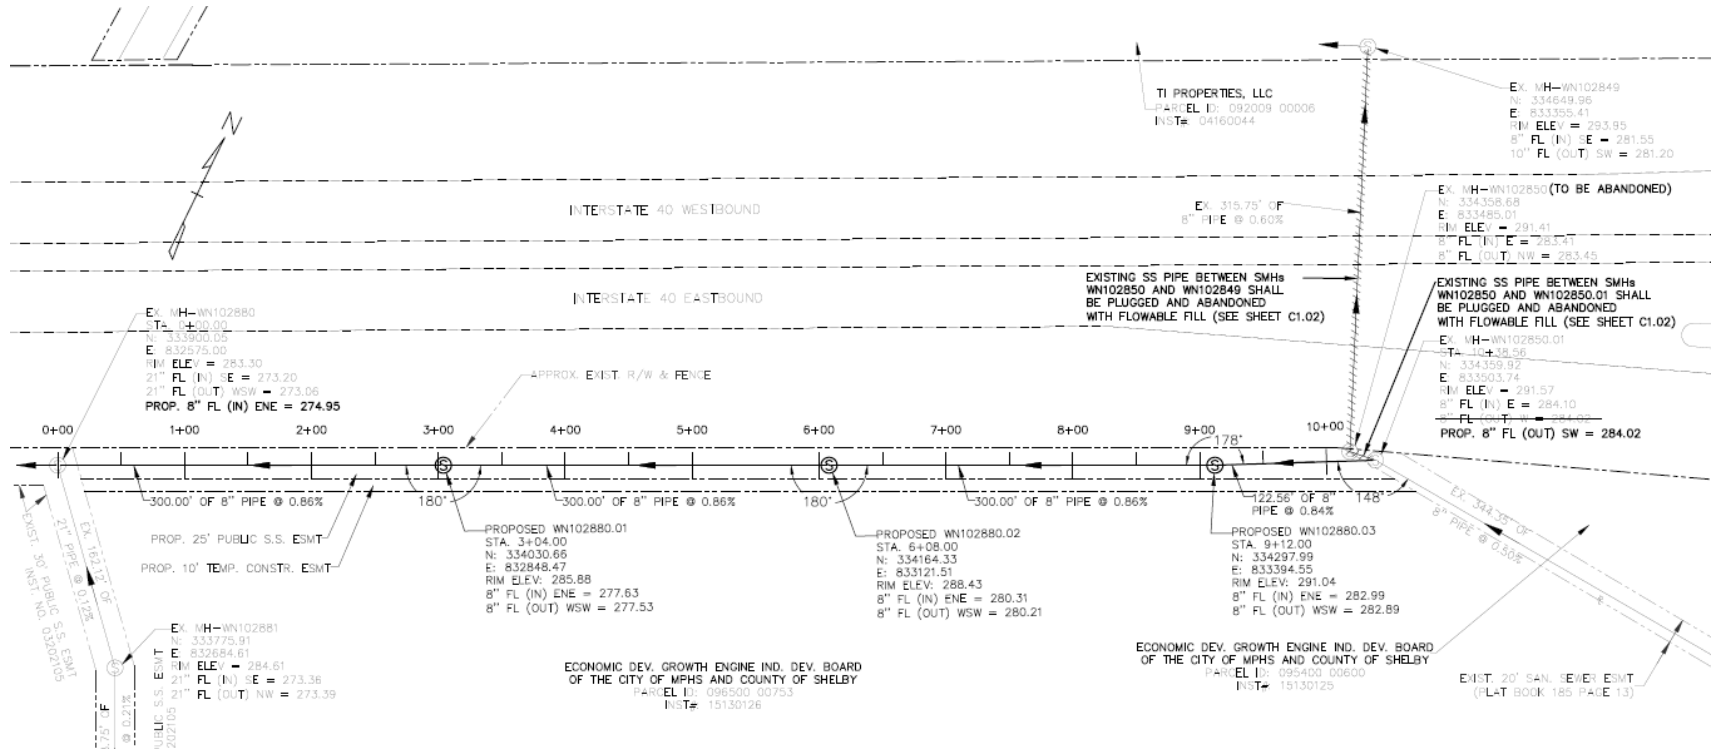 N
TI PROPERTIES, LLC
PARCEL ID: 092009 00006
INST#: 04160044
EX. MH-WN102849
N: 334649.96
E: 833355.41
RIM ELEV = 293.95
8" FL (IN) SE = 281.55
10" FL (OUT) SW = 281.20
INTERSTATE 40 WESTBOUND
EX. 315.75' OF
8" PIPE @ 0.60%
EX. MH-WN102850 (TO BE ABANDONED)
N: 334358.68
E: 833485.01
RIM ELEV = 291.41
8" FL (IN) E = 283.41
8" FL (OUT) NW = 283.45
INTERSTATE 40 EASTBOUND
EXISTING SS PIPE BETWEEN SMHs
WN102850 AND WN102849 SHALL
BE PLUGGED AND ABANDONED
WITH FLOWABLE FILL (SEE SHEET C1.02)
EXISTING SS PIPE BETWEEN SMHs
WN102850 AND WN102850.01 SHALL
BE PLUGGED AND ABANDONED
WITH FLOWABLE FILL (SEE SHEET C1.02)
EX. MH-WN102880
STA. 0+00.00
N: 333900.05
E: 832575.00
RIM ELEV = 283.30
21" FL (IN) SE = 273.20
21" FL (OUT) WSW = 273.06
PROP. 8" FL (IN) ENE = 274.95
APPROX. EXIST. R/W & FENCE
EX. MH-WN102850.01
STA. 10+38.56
N: 334359.92
E: 833503.74
RIM ELEV = 291.57
8" FL (IN) E = 284.10
8" FL (OUT) W = 284.02
PROP. 8" FL (OUT) SW = 284.02
0+00 1+00 2+00 3+00 4+00 5+00 6+00 7+00 8+00 9+00 10+00
178°
S S S S S S
300.00' OF 8" PIPE @ 0.86%
180°
300.00' OF 8" PIPE @ 0.86%
180°
300.00' OF 8" PIPE @ 0.86%
122.56' OF 8"
PIPE @ 0.84%
148°
EX. 344.35' OF
8" PIPE @ 0.50%
PROP. 25' PUBLIC S.S. ESMT
PROP. 10' TEMP. CONSTR. ESMT
PROPOSED WN102880.01
STA. 3+04.00
N: 334030.66
E: 832848.47
RIM ELEV: 285.88
8" FL (IN) ENE = 277.63
8" FL (OUT) WSW = 277.53
PROPOSED WN102880.02
STA. 6+08.00
N: 334164.33
E: 833121.51
RIM ELEV: 288.43
8" FL (IN) ENE = 280.31
8" FL (OUT) WSW = 280.21
PROPOSED WN102880.03
STA. 9+12.00
N: 334297.99
E: 833394.55
RIM ELEV: 291.04
8" FL (IN) ENE = 282.99
8" FL (OUT) WSW = 282.89
EXIST. 30' PUBLIC S.S. ESMT
INST. NO. 03202105
EX. 162.12' OF
21" PIPE @ 0.12%
EX. MH-WN102881
N: 333775.91
E: 832684.61
RIM ELEV = 284.61
21" FL (IN) SE = 273.36
21" FL (OUT) NW = 273.39
S
.75' OF
@ 0.21%
PUBLIC S.S. ESMT
202105
ECONOMIC DEV. GROWTH ENGINE IND. DEV. BOARD
OF THE CITY OF MPHS AND COUNTY OF SHELBY
PARCEL ID: 096500 00753
INST#: 15130126
ECONOMIC DEV. GROWTH ENGINE IND. DEV. BOARD
OF THE CITY OF MPHS AND COUNTY OF SHELBY
PARCEL ID: 095400 00600
INST#: 15130125
EXIST. 20' SAN. SEWER ESMT
(PLAT BOOK 185 PAGE 13)